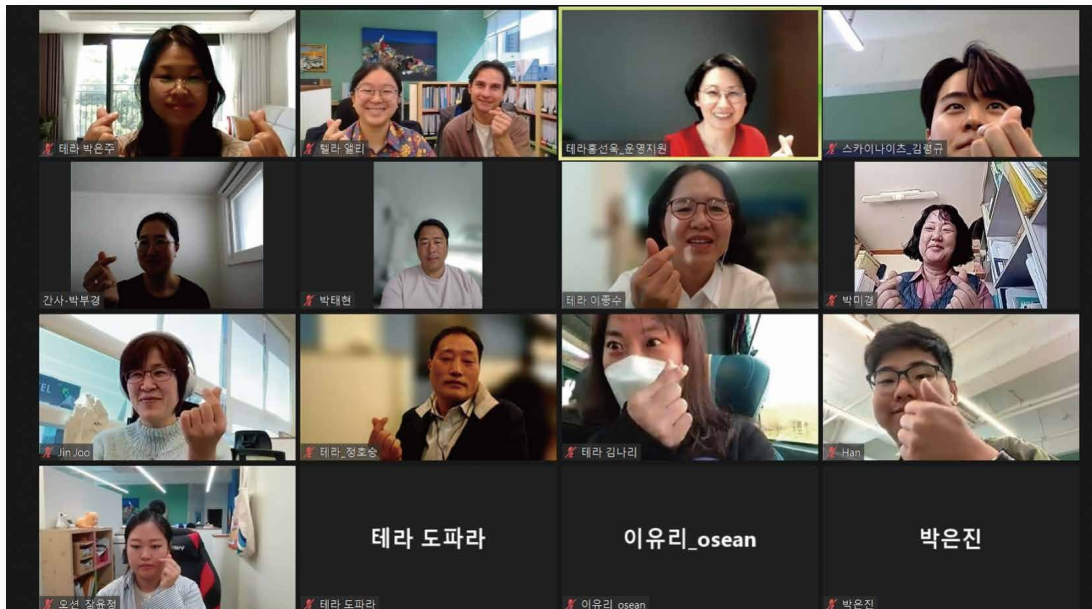 테라 박은주
텔라 앨리
테라홍선욱_운영지원
스카이나이츠_김령규
간사-박부경
박태현
테라 이종수
박미경
Jin Joo
테라_정호승
테라 김나리
Han
오션_장윤정
테라 도파라
테라 도파라
이유리_osean
이유리_osean
박은진
박은진